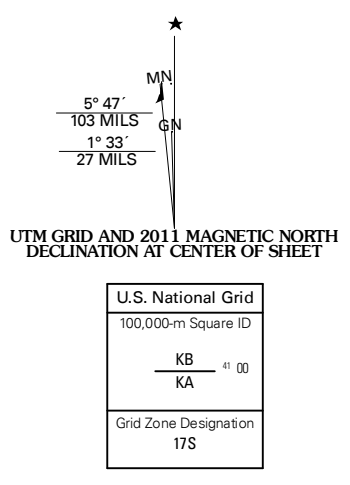 ★
MN
5° 47´
103 MILS
GN
1° 33´
27 MILS
UTM GRID AND 2011 MAGNETIC NORTH
DECLINATION AT CENTER OF SHEET
U.S. National Grid
100,000-m Square ID
KB
41 00
KA
Grid Zone Designation
17S